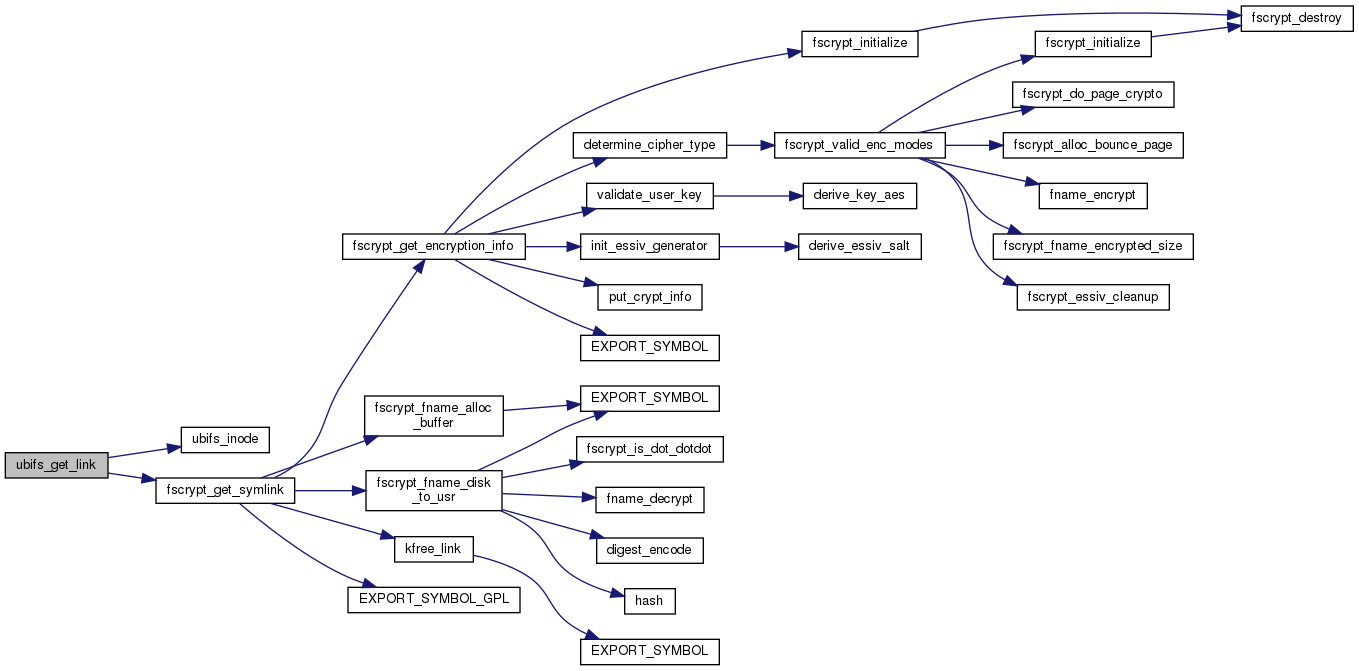 fscrypt_destroy
fscrypt_initialize
fscrypt_initialize
fscrypt_do_page_crypto
determine_cipher_type
fscrypt_valid_enc_modes
fscrypt_alloc_bounce_page
validate_user_key
derive_key_aes
fname_encrypt
fscrypt_get_encryption_info
init_essiv_generator
derive_essiv_salt
fscrypt_fname_encrypted_size
put_crypt_info
fscrypt_essiv_cleanup
EXPORT_SYMBOL
EXPORT_SYMBOL
fscrypt_fname_alloc
_buffer
ubifs_inode
fscrypt_is_dot_dotdot
ubifs_get_link
fscrypt_get_symlink
fscrypt_fname_disk
_to_usr
fname_decrypt
kfree_link
digest_encode
EXPORT_SYMBOL_GPL
hash
EXPORT_SYMBOL